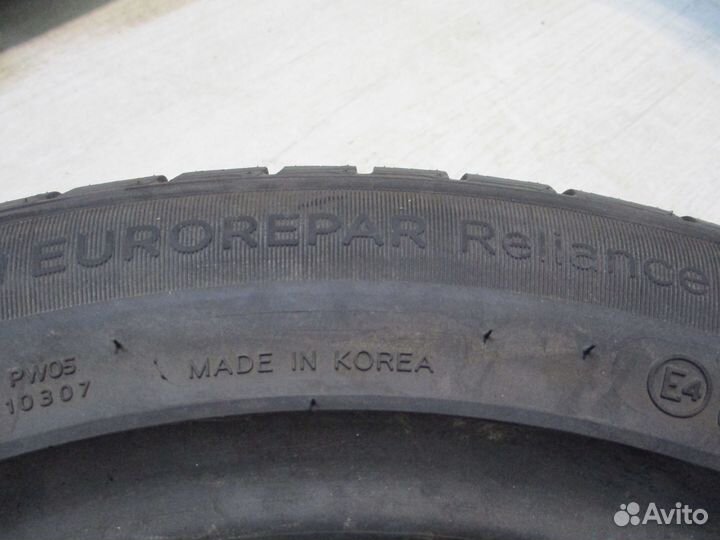 EUROREPAR Reliance
PW05
10307
MADE IN KOREA
E4
Avito